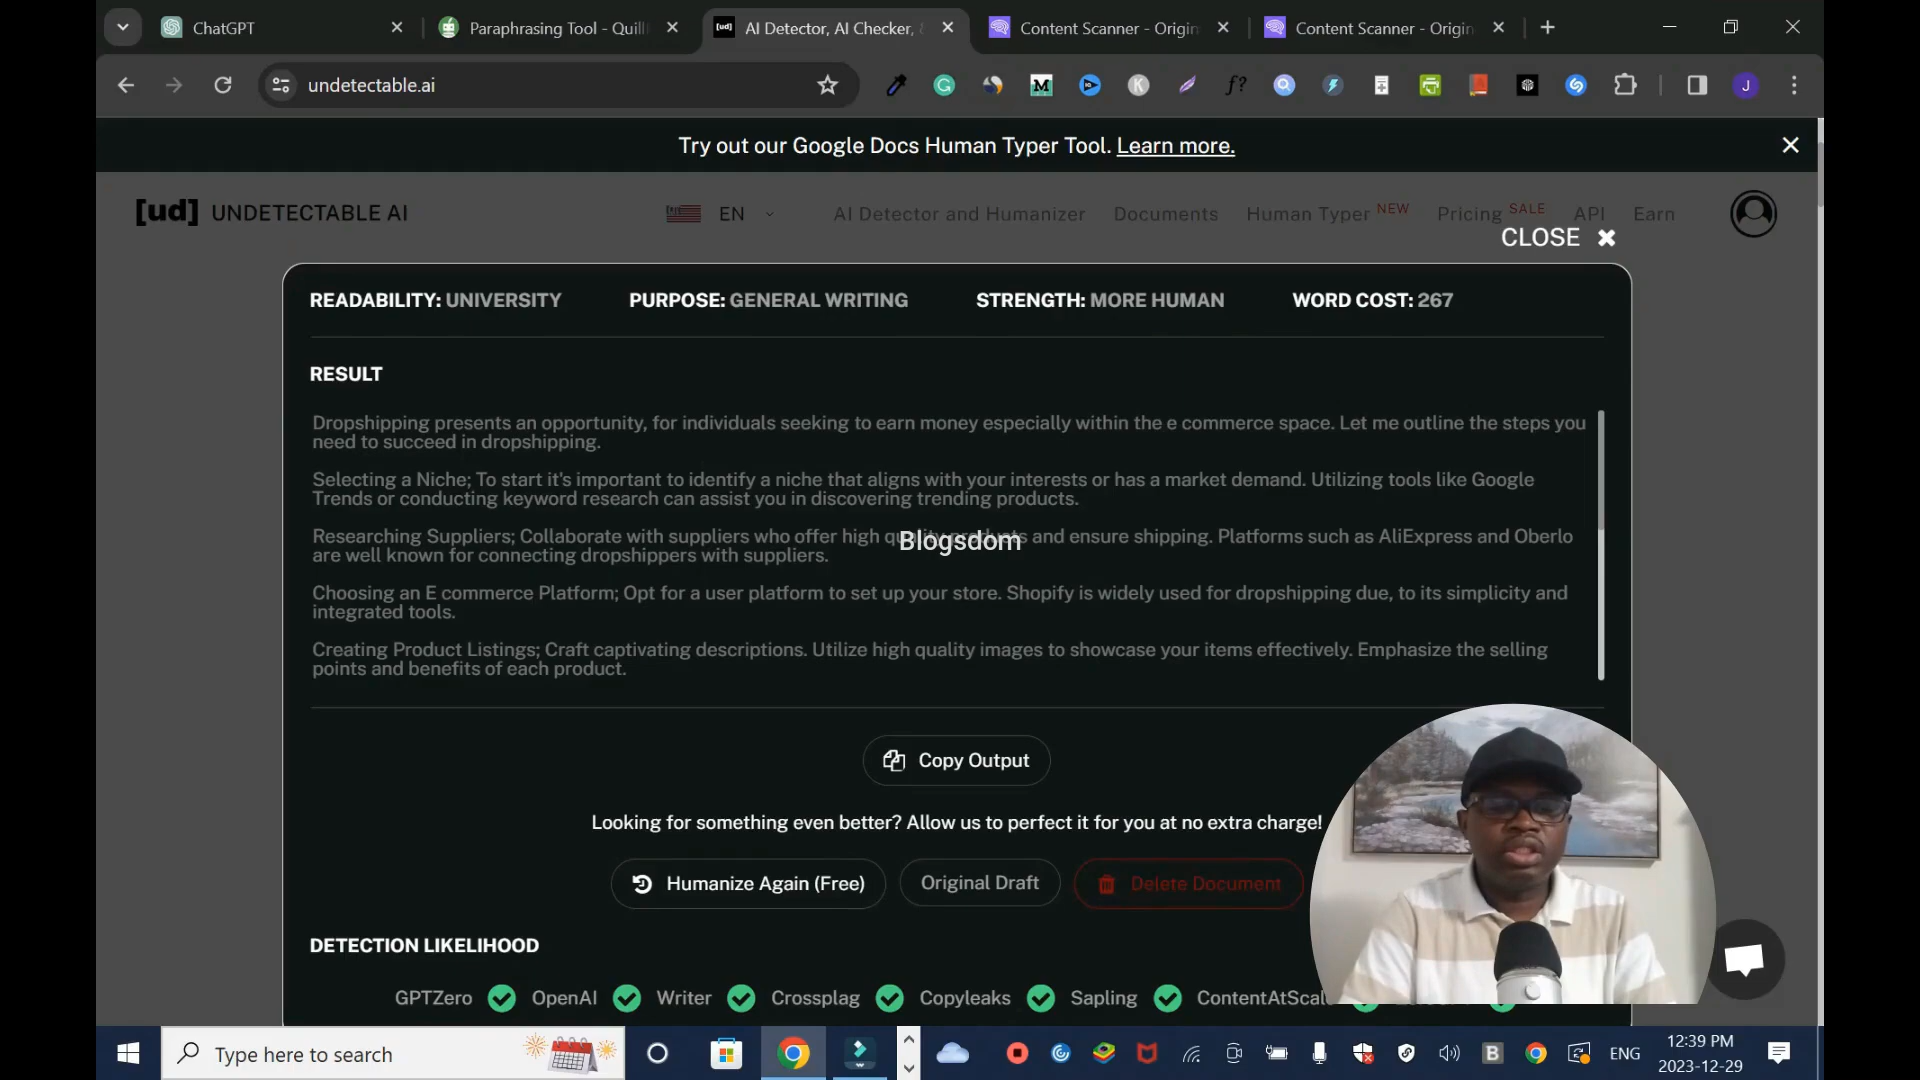 ChatGPT
Paraphrasing Tool - Quill
AI Detector, AI Checker,
Content Scanner - Origin
Content Scanner - Origin
undetectable.ai
Try out our Google Docs Human Typer Tool. Learn more.
[ud] UNDETECTABLE AI
EN
AI Detector and Humanizer
Documents
Human Typer NEW
Pricing SALE
API
Earn
CLOSE
READABILITY: UNIVERSITY
PURPOSE: GENERAL WRITING
STRENGTH: MORE HUMAN
WORD COST: 267
RESULT
Dropshipping presents an opportunity, for individuals seeking to earn money especially within the e commerce space. Let me outline the steps you
need to succeed in dropshipping.
Selecting a Niche; To start it's important to identify a niche that aligns with your interests or has a market demand. Utilizing tools like Google
Trends or conducting keyword research can assist you in discovering trending products.
Researching Suppliers; Collaborate with suppliers who offer high quality products and ensure shipping. Platforms such as AliExpress and Oberlo
are well known for connecting dropshippers with suppliers.
Blogsdom
Choosing an E commerce Platform; Opt for a user platform to set up your store. Shopify is widely used for dropshipping due, to its simplicity and
integrated tools.
Creating Product Listings; Craft captivating descriptions. Utilize high quality images to showcase your items effectively. Emphasize the selling
points and benefits of each product.
Copy Output
Looking for something even better? Allow us to perfect it for you at no extra charge!
Humanize Again (Free)
Original Draft
Delete Document
DETECTION LIKELIHOOD
GPTZero
OpenAI
Writer
Crossplag
Copyleaks
Sapling
ContentAtScale
Type here to search
ENG
12:39 PM
2023-12-29